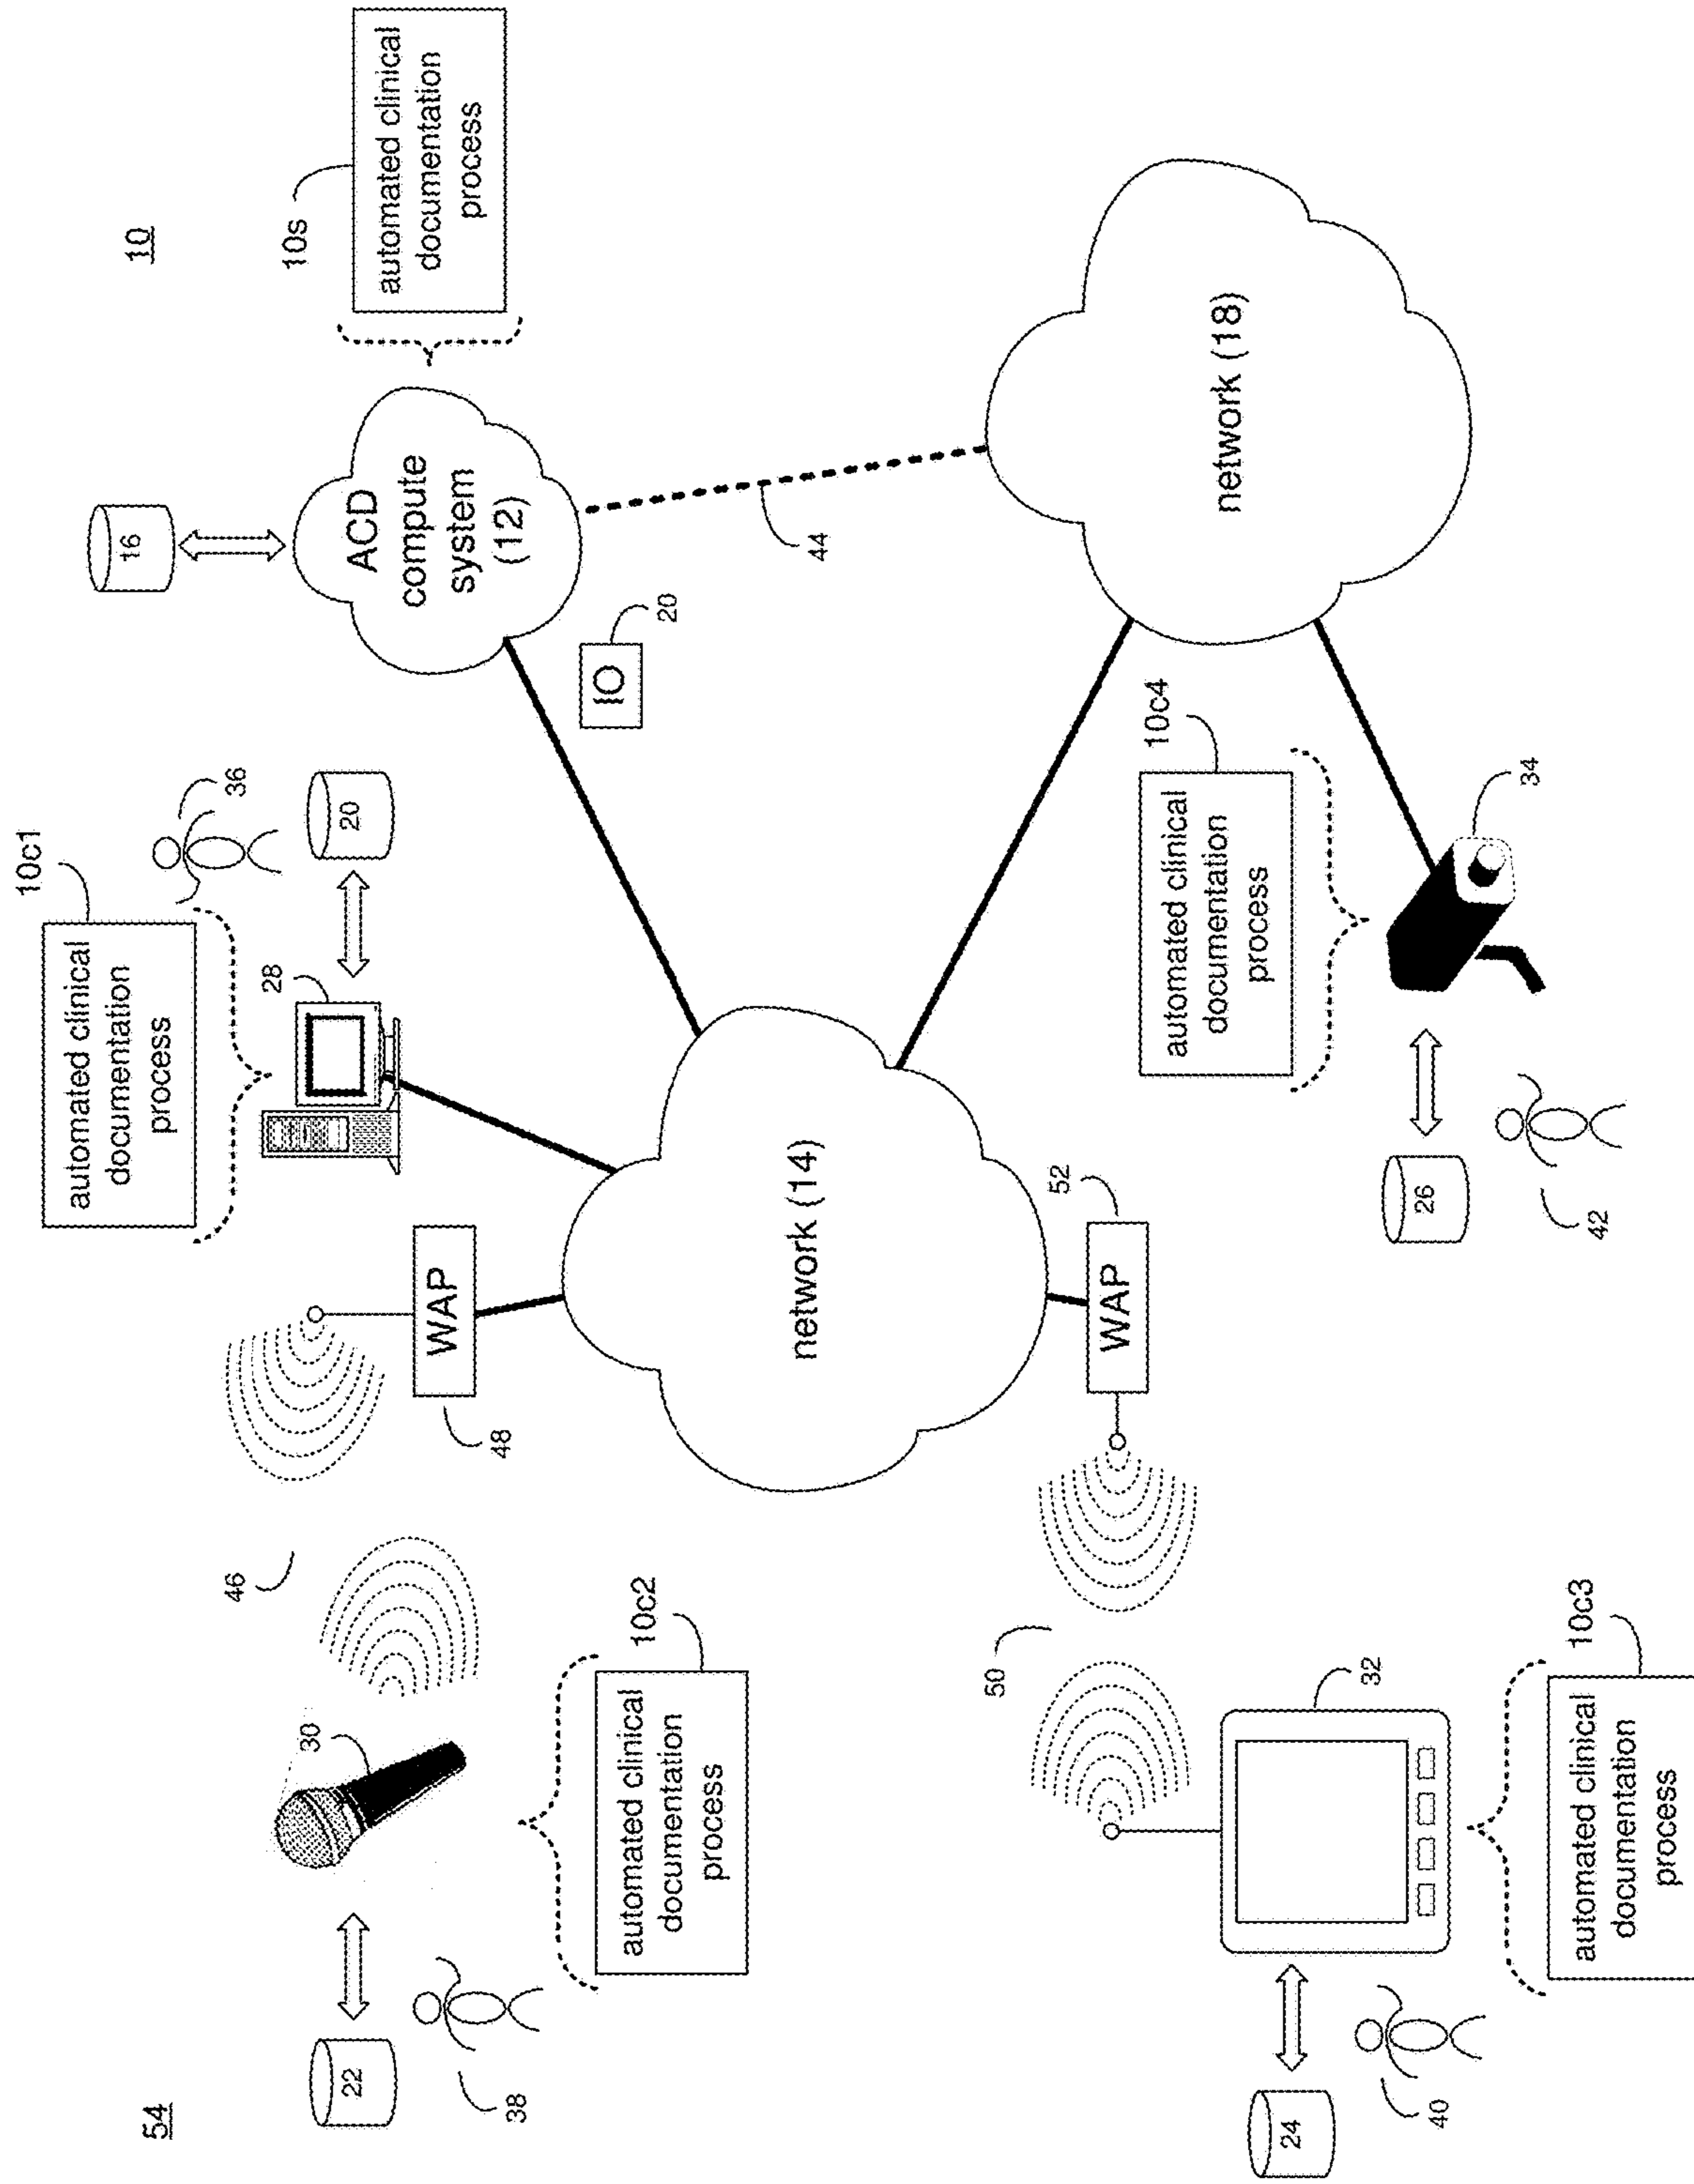 54
10
10c1
automated clinical
documentation
process
16
46
36
28
10s
automated clinical
documentation
process
30
22
20
ACD
compute
system
(12)
WAP
48
38
10c2
automated clinical
documentation
process
IO
20
44
network (14)
50
52
WAP
10c4
automated clinical
documentation
process
network (18)
24
32
26
40
34
42
10c3
automated clinical
documentation
process